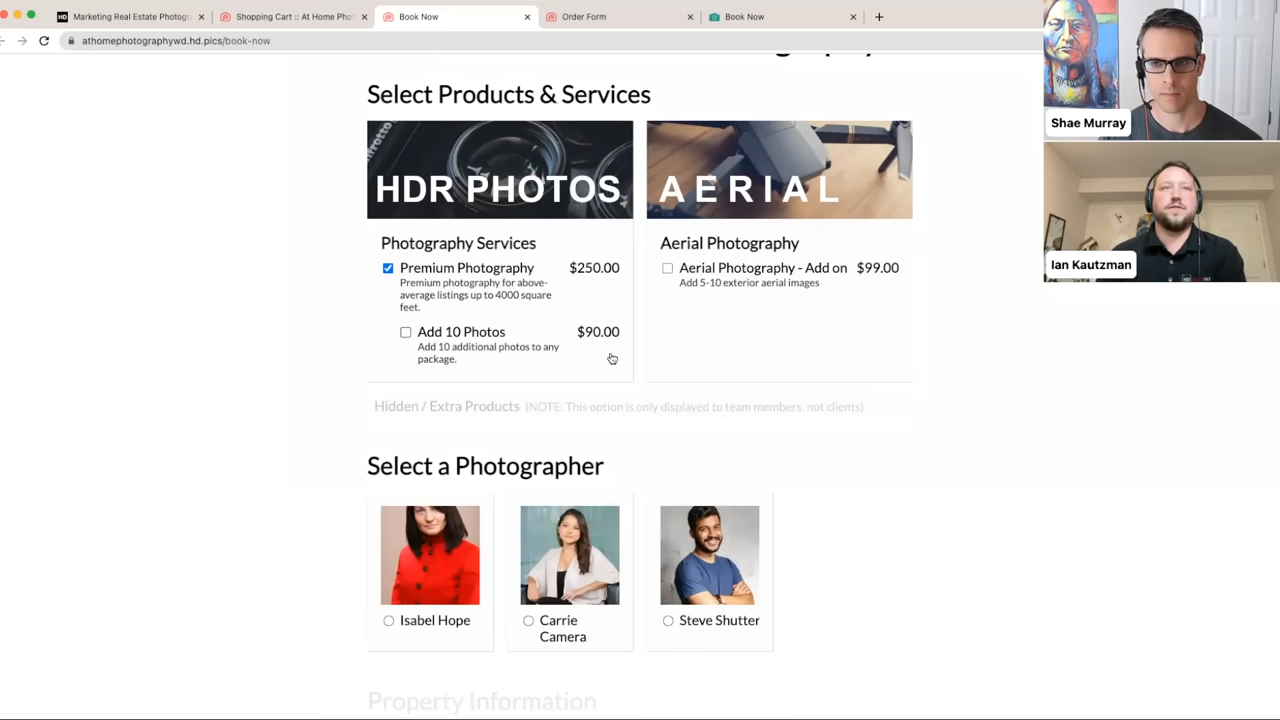 Marketing Real Estate Photogr
Shopping Cart :: At Home Pho
Book Now
Order Form
Book Now
athomephotographywd.hd.pics/book-now
Select Products & Services
HDR PHOTOS
AERIAL
Photography Services
Premium Photography $250.00
Premium photography for above-
average listings up to 4000 square
feet.
Add 10 Photos $90.00
Add 10 additional photos to any
package.
Aerial Photography
Aerial Photography - Add on $99.00
Add 5-10 exterior aerial images
Hidden / Extra Products (NOTE: This option is only displayed to team members, not clients)
Select a Photographer
Isabel Hope
Carrie
Camera
Steve Shutter
Property Information
Shae Murray
Ian Kautzman